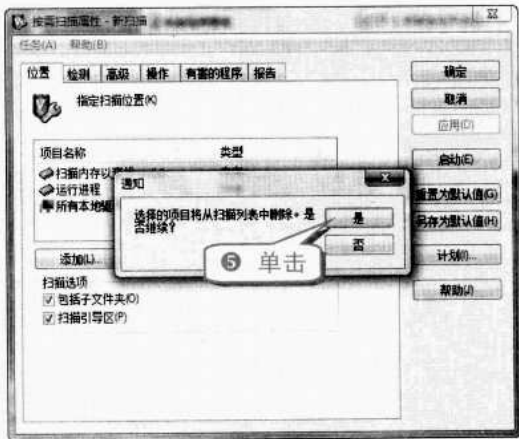 按需扫描属性 - 新扫描
任务(A) 帮助(B)
位置 检测 高级 操作 有害的程序 报告
指定扫描位置(K)
项目名称 类型
扫描内存以
运行进程
所有本地
添加(L)
扫描选项
包括子文件夹(O)
扫描引导区(P)
确定
取消
应用(D)
启动(E)
重置为默认值(G)
另存为默认值(H)
计划(I)...
帮助(J)
通知
选择的项目将从扫描列表中删除。是
否继续?
是
否
❺ 单击